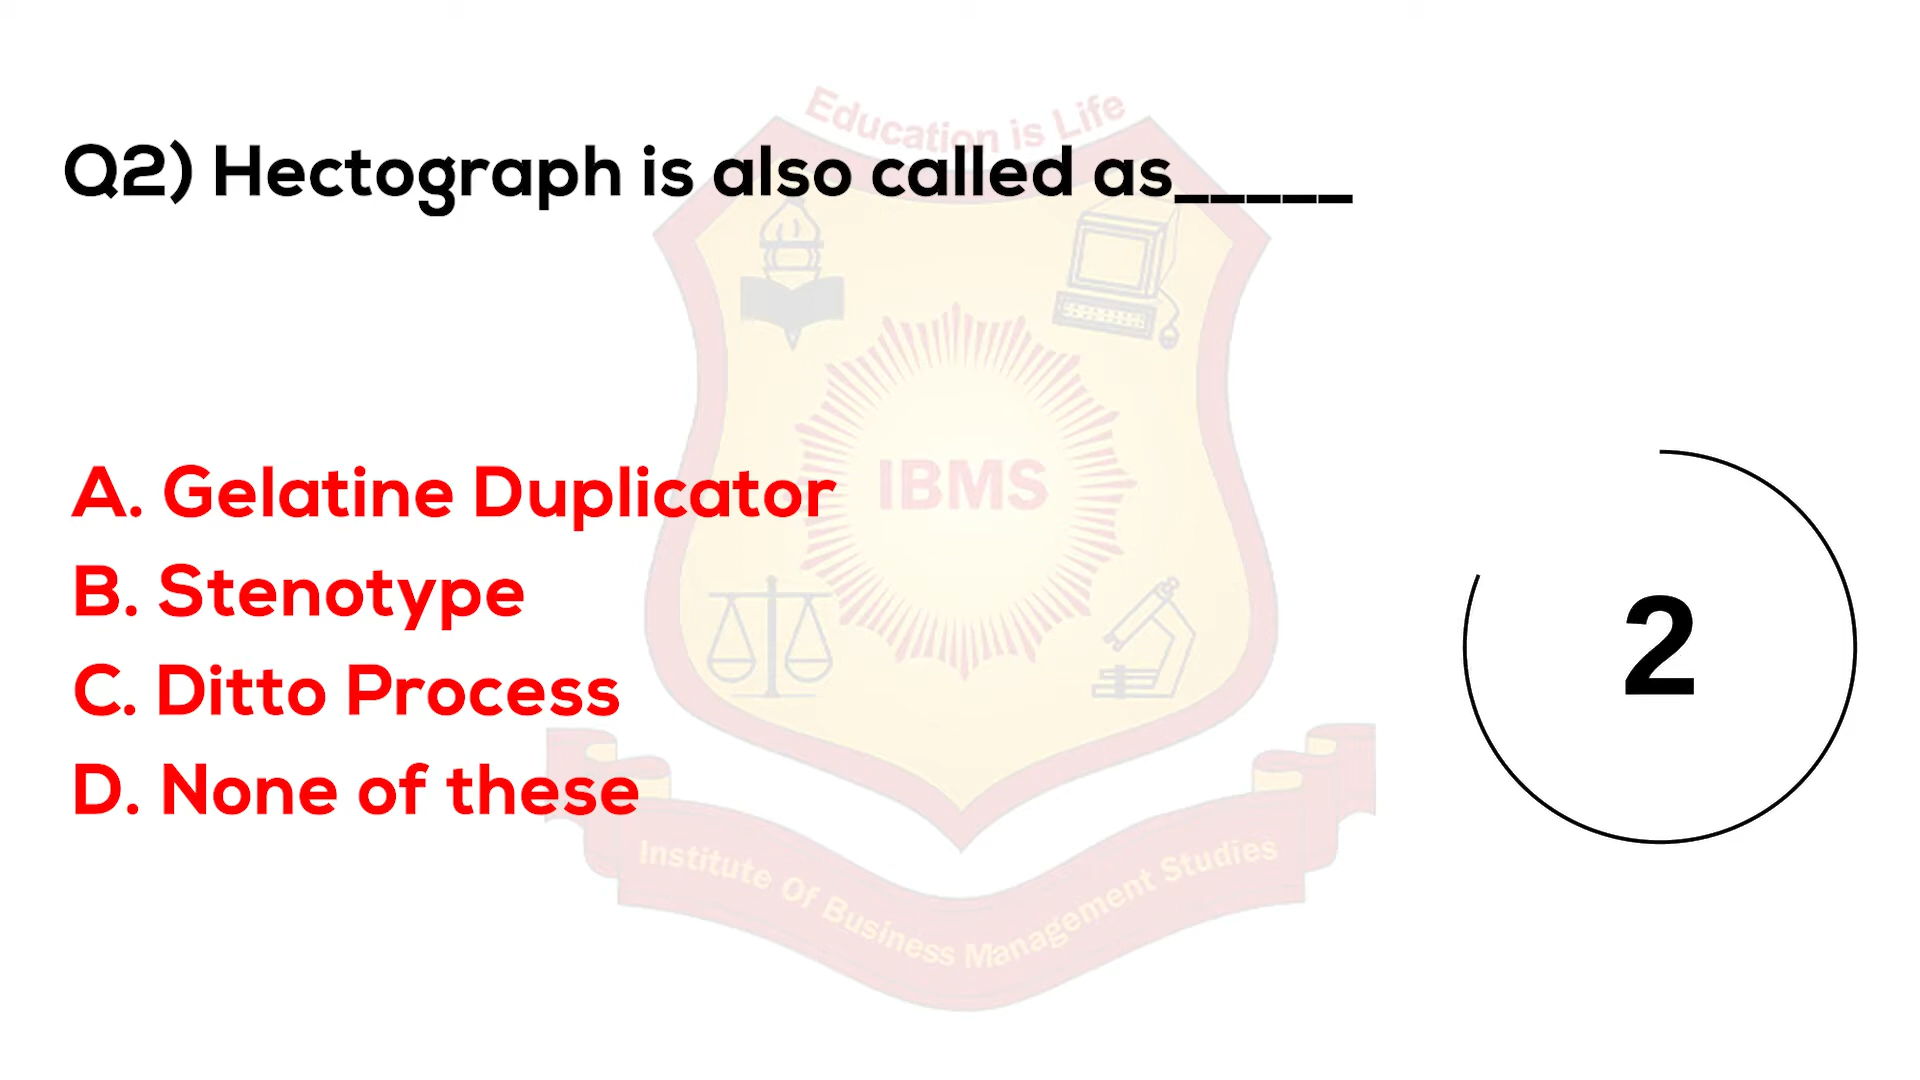 Education is Life
Q2) Hectograph is also called as_____
IBMS
A. Gelatine Duplicator
B. Stenotype
C. Ditto Process
D. None of these
2
Institute Of Business Management Studies